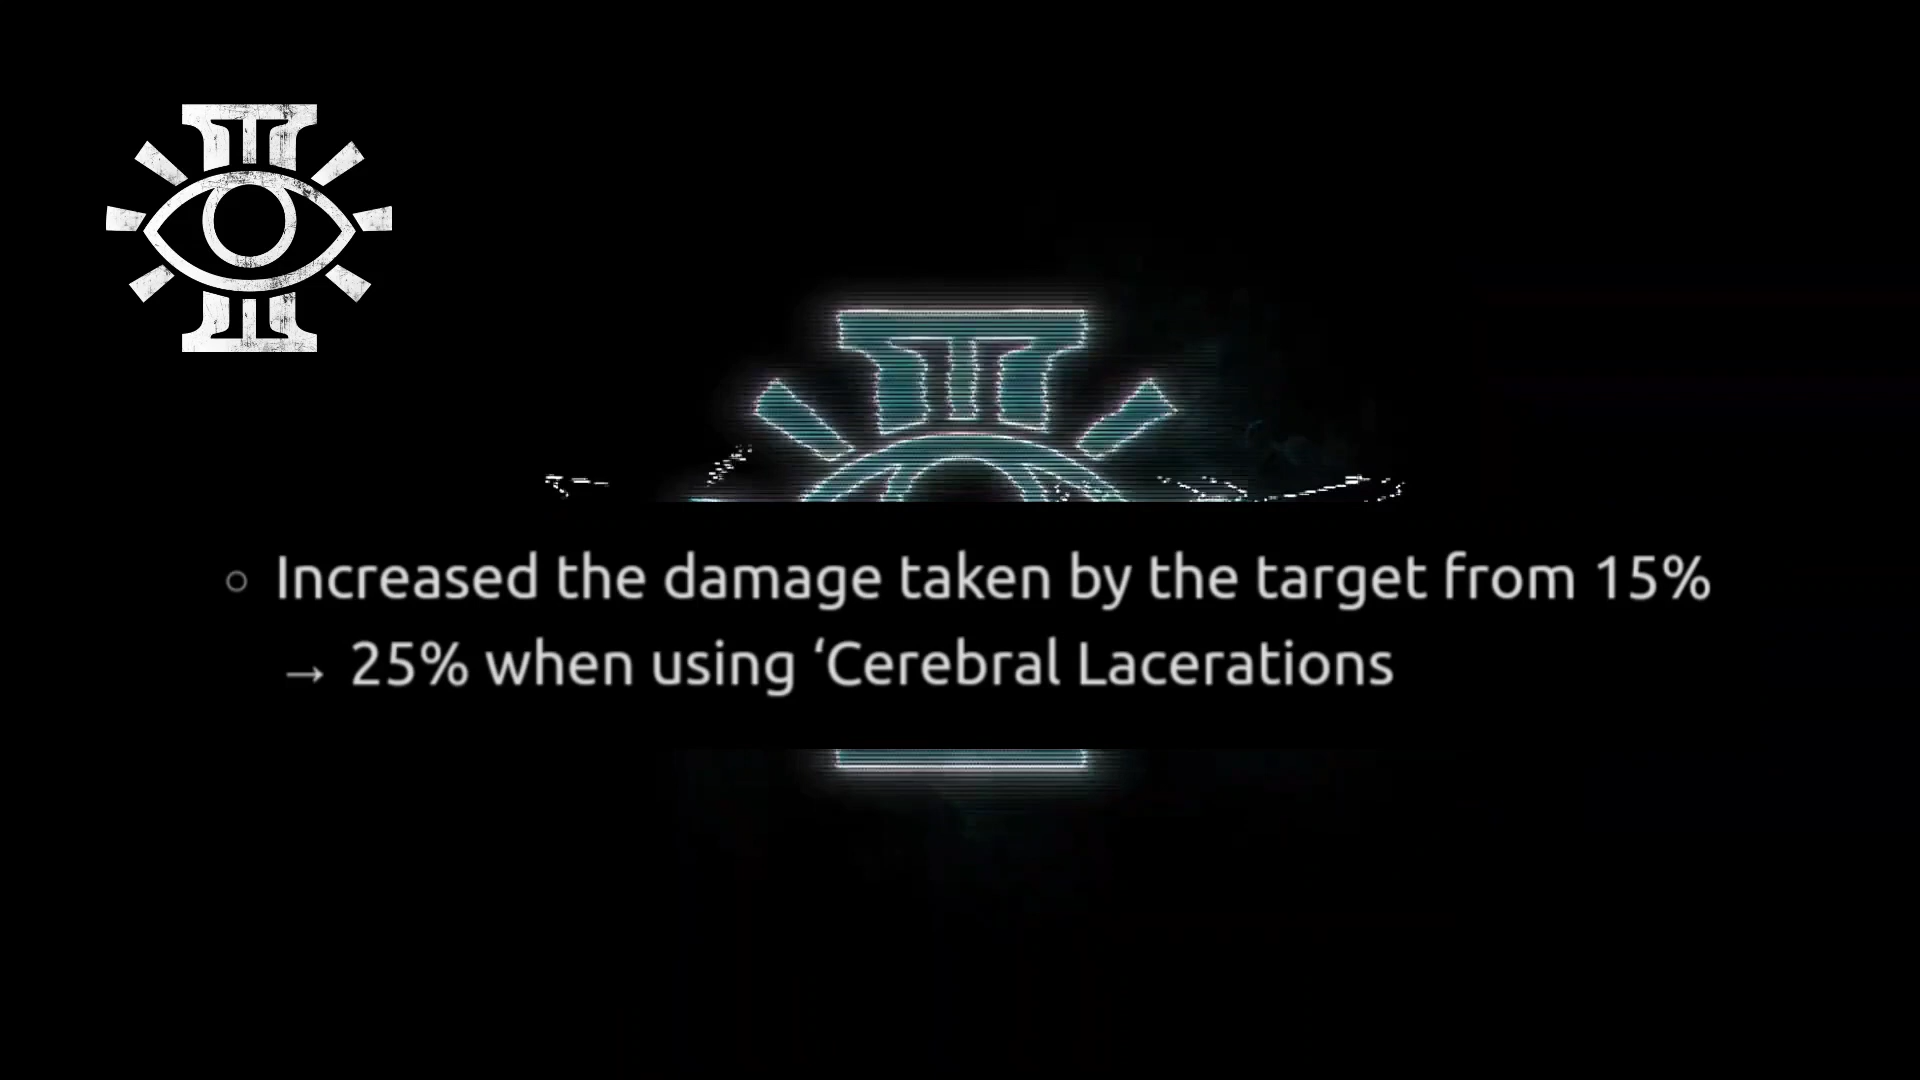 ○ Increased the damage taken by the target from 15%
→ 25% when using ‘Cerebral Lacerations